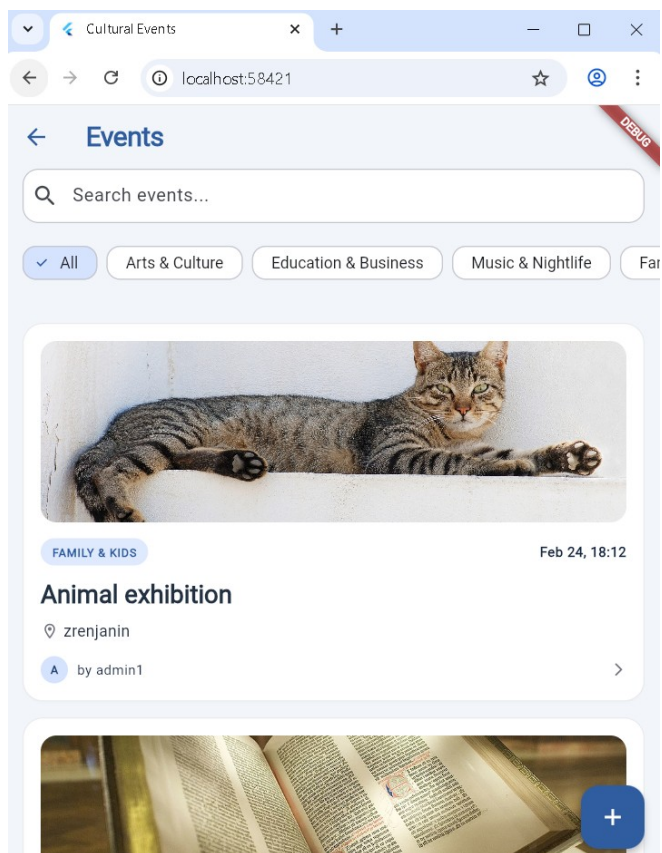 Cultural Events
localhost:58421
DEBUG
Events
Search events...
All
Arts & Culture
Education & Business
Music & Nightlife
FAMILY & KIDS
Feb 24, 18:12
Animal exhibition
zrenjanin
A
by admin1